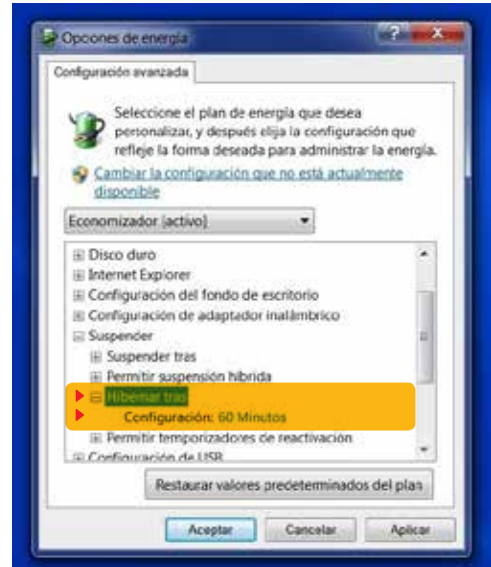 Opciones de energía
?
X
Configuración avanzada
Seleccione el plan de energía que desea
personalizar, y después elija la configuración que
refleje la forma deseada para administrar la energía.
Cambiar la configuración que no está actualmente
disponible
Economizador [activo]
Disco duro
Internet Explorer
Configuración del fondo de escritorio
Configuración de adaptador inalámbrico
Suspender
Suspender tras
Permitir suspensión híbrida
Hibernar tras
Configuración: 60 Minutos
Permitir temporizadores de reactivación
Configuración de USB
Restaurar valores predeterminados del plan
Aceptar
Cancelar
Aplicar